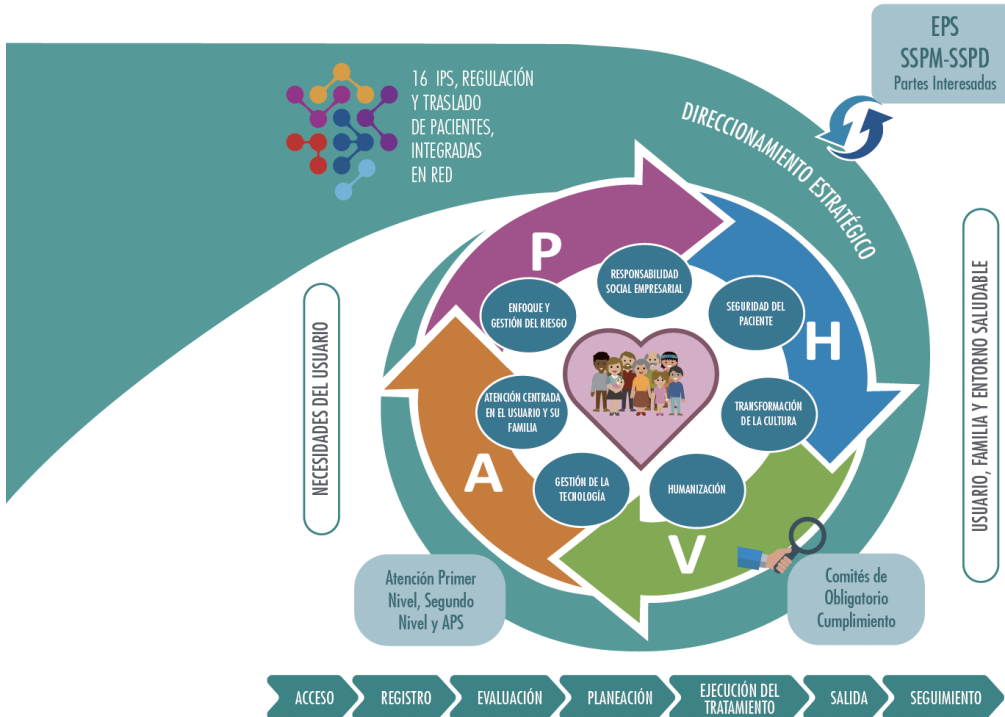 EPS
SSPM-SSPD
Partes Interesadas
16 IPS, REGULACIÓN
Y TRASLADO
DE PACIENTES,
INTEGRADAS
EN RED
DIRECCIONAMIENTO ESTRATÉGICO
P
H
V
A
RESPONSABILIDAD
SOCIAL EMPRESARIAL
ENFOQUE Y
GESTIÓN DEL RIESGO
SEGURIDAD DEL
PACIENTE
ATENCIÓN CENTRADA
EN EL USUARIO Y SU
FAMILIA
TRANSFORMACIÓN
DE LA CULTURA
GESTIÓN DE LA
TECNOLOGÍA
HUMANIZACIÓN
NECESIDADES DEL USUARIO
USUARIO, FAMILIA Y ENTORNO SALUDABLE
Atención Primer
Nivel, Segundo
Nivel y APS
Comités de
Obligatorio
Cumplimiento
ACCESO
REGISTRO
EVALUACIÓN
PLANEACIÓN
EJECUCIÓN DEL
TRATAMIENTO
SALIDA
SEGUIMIENTO